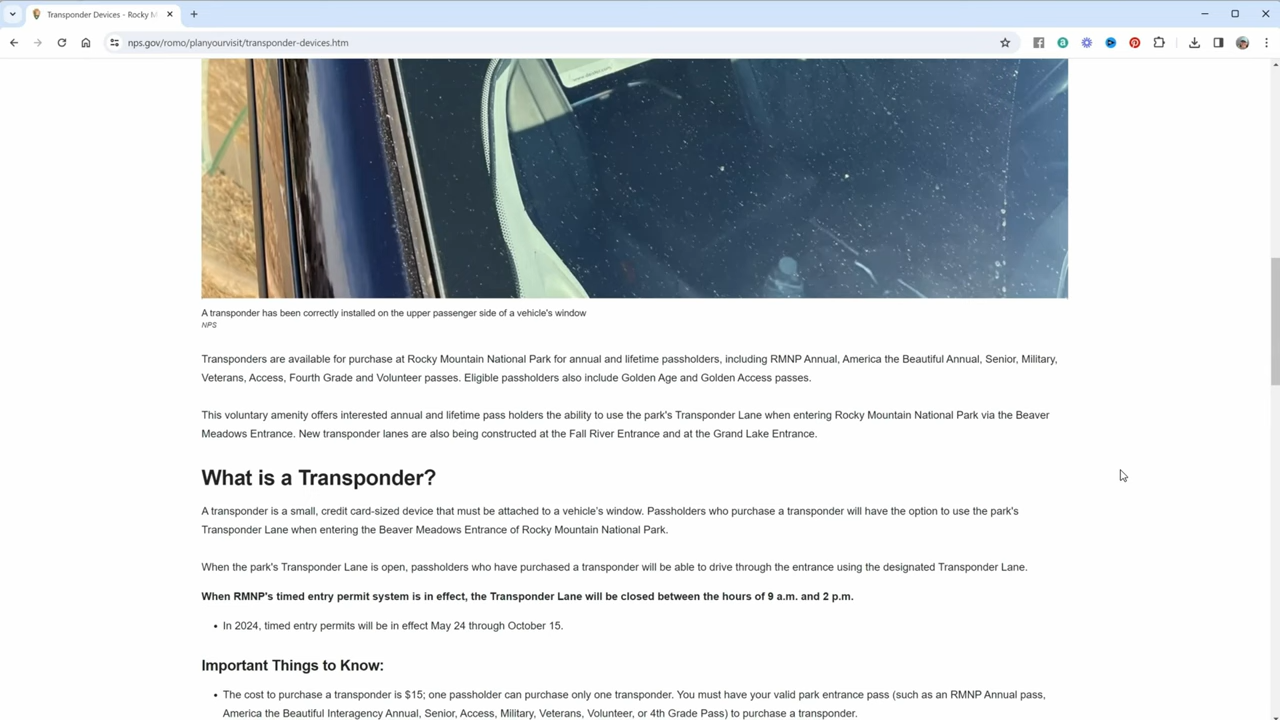 Transponder Devices - Rocky M
nps.gov/romo/planyourvisit/transponder-devices.htm
A transponder has been correctly installed on the upper passenger side of a vehicle's window
NPS
Transponders are available for purchase at Rocky Mountain National Park for annual and lifetime passholders, including RMNP Annual, America the Beautiful Annual, Senior, Military,
Veterans, Access, Fourth Grade and Volunteer passes. Eligible passholders also include Golden Age and Golden Access passes.
This voluntary amenity offers interested annual and lifetime pass holders the ability to use the park's Transponder Lane when entering Rocky Mountain National Park via the Beaver
Meadows Entrance. New transponder lanes are also being constructed at the Fall River Entrance and at the Grand Lake Entrance.
What is a Transponder?
A transponder is a small, credit card-sized device that must be attached to a vehicle's window. Passholders who purchase a transponder will have the option to use the park's
Transponder Lane when entering the Beaver Meadows Entrance of Rocky Mountain National Park.
When the park's Transponder Lane is open, passholders who have purchased a transponder will be able to drive through the entrance using the designated Transponder Lane.
When RMNP's timed entry permit system is in effect, the Transponder Lane will be closed between the hours of 9 a.m. and 2 p.m.
• In 2024, timed entry permits will be in effect May 24 through October 15.
Important Things to Know:
• The cost to purchase a transponder is $15; one passholder can purchase only one transponder. You must have your valid park entrance pass (such as an RMNP Annual pass,
America the Beautiful Interagency Annual, Senior, Access, Military, Veterans, Volunteer, or 4th Grade Pass) to purchase a transponder.